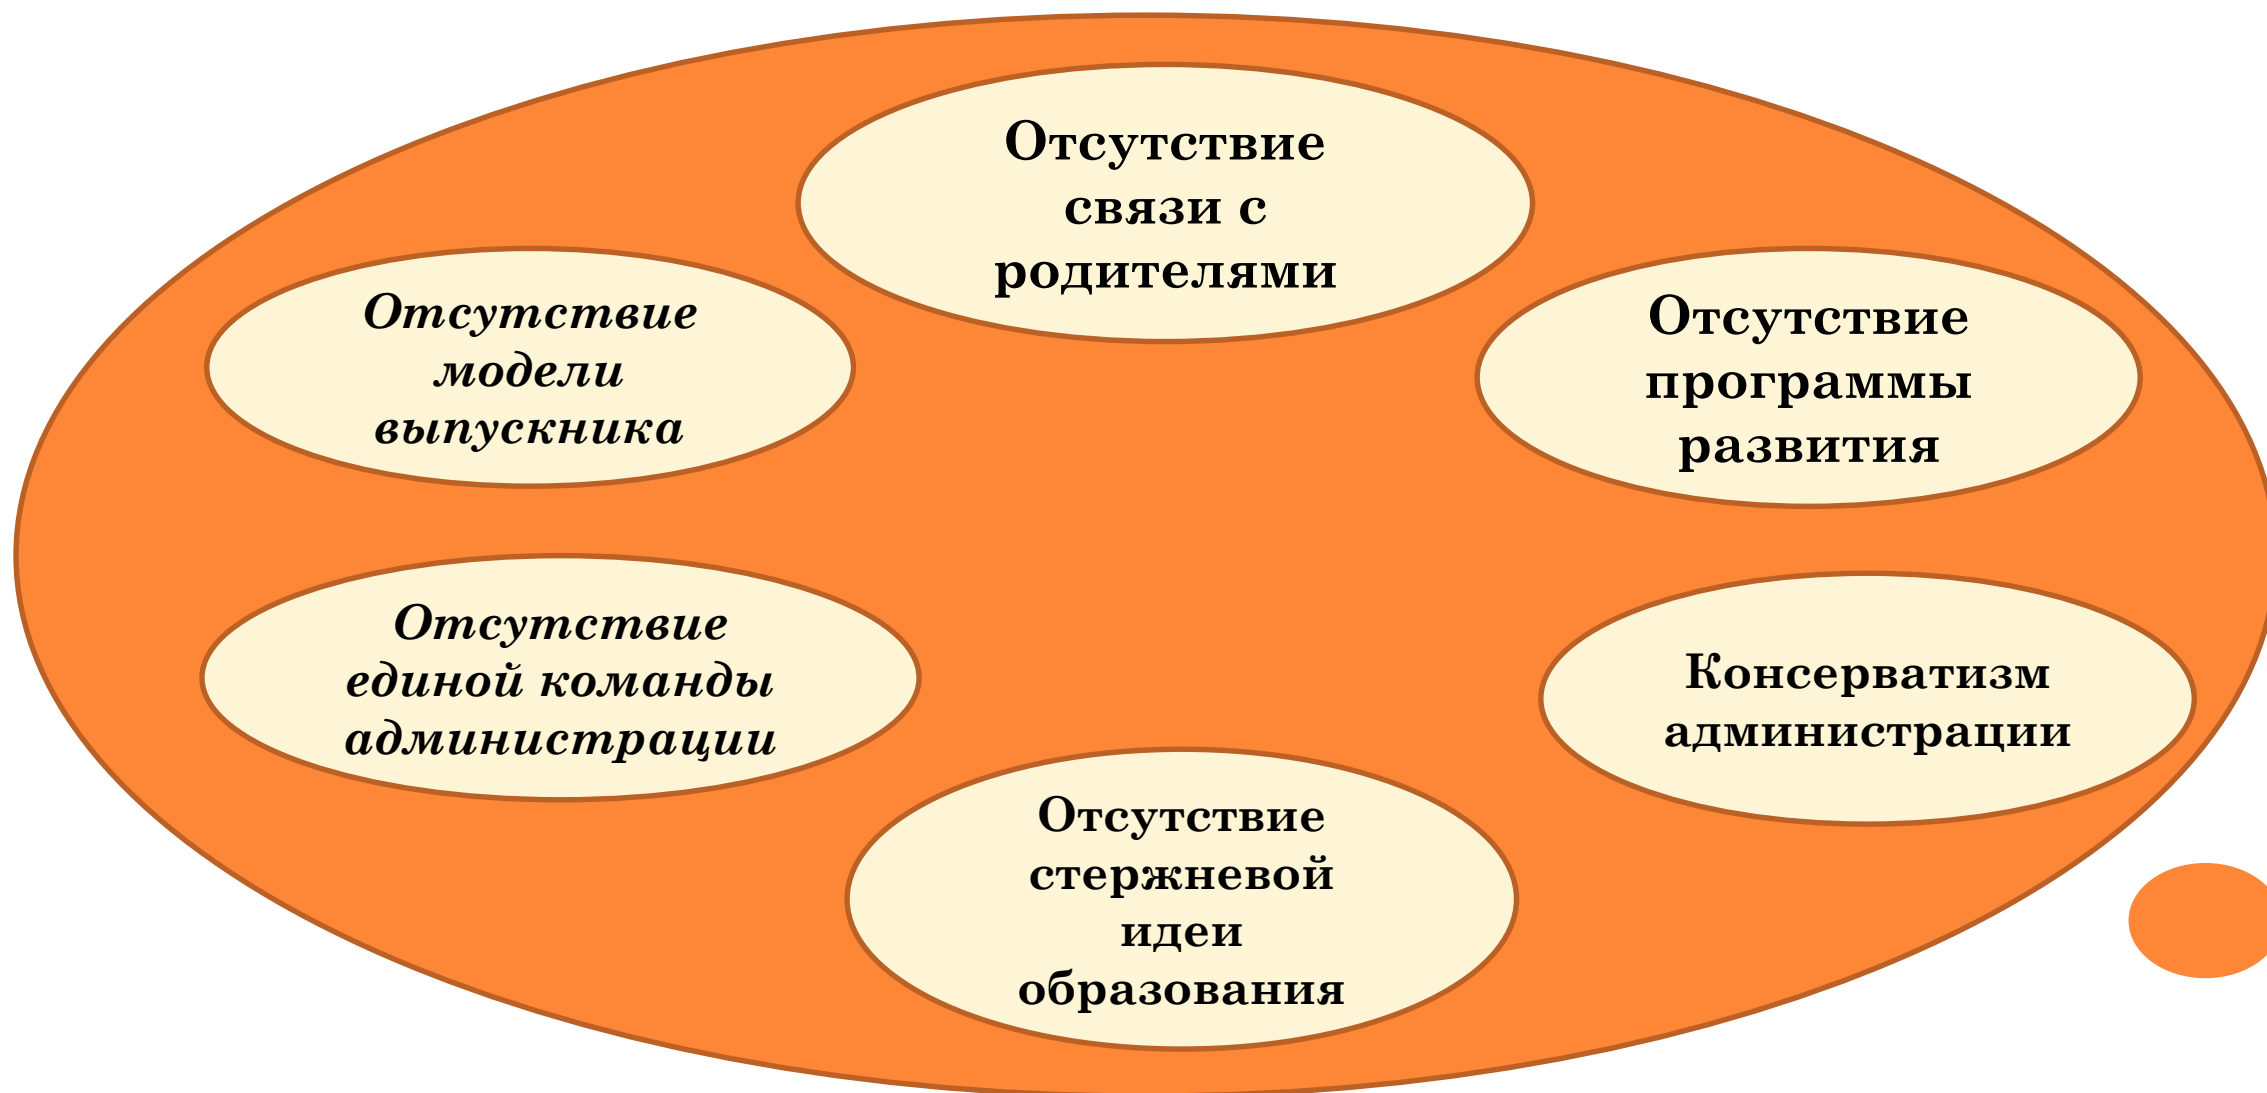 Отсутствие
связи с
родителями
Отсутствие
модели
выпускника
Отсутствие
программы
развития
Отсутствие
единой команды
администрации
Консерватизм
администрации
Отсутствие
стержневой
идеи
образования